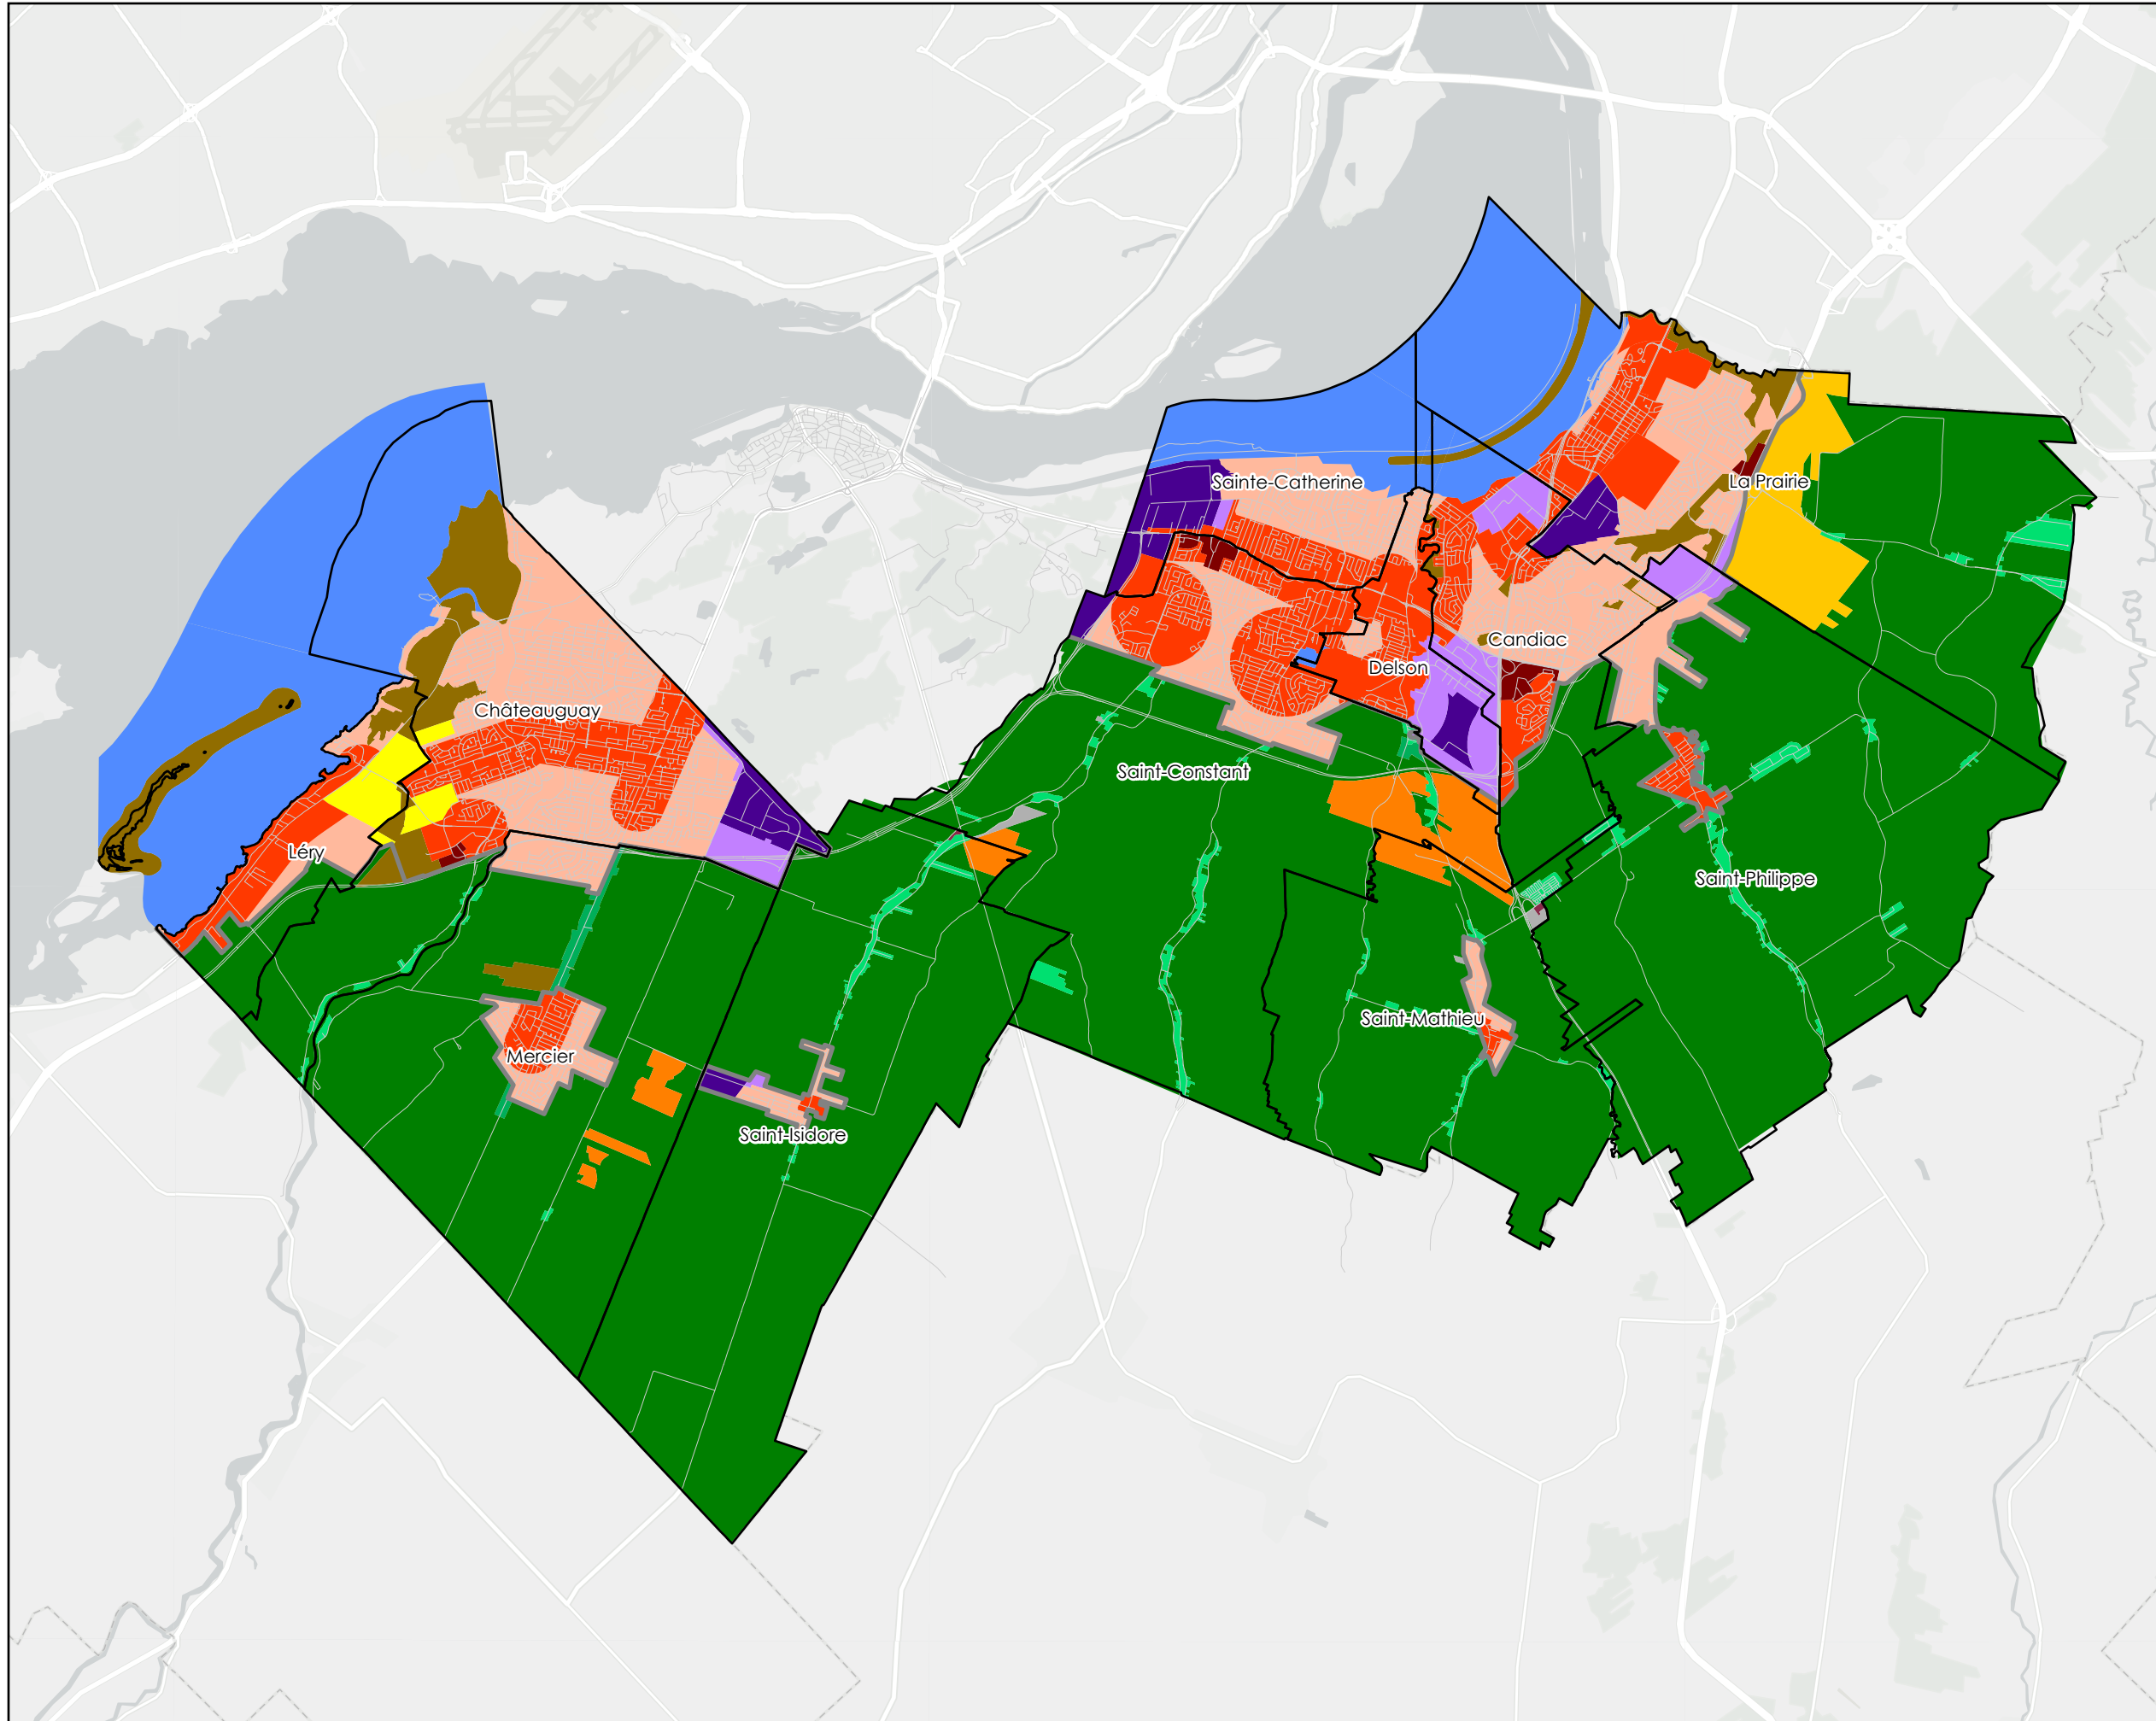 Sainte-Catherine
La Prairie
Candiac
Delson
Châteauguay
Saint-Constant
Léry
Saint-Philippe
Saint-Mathieu
Mercier
Saint-Isidore